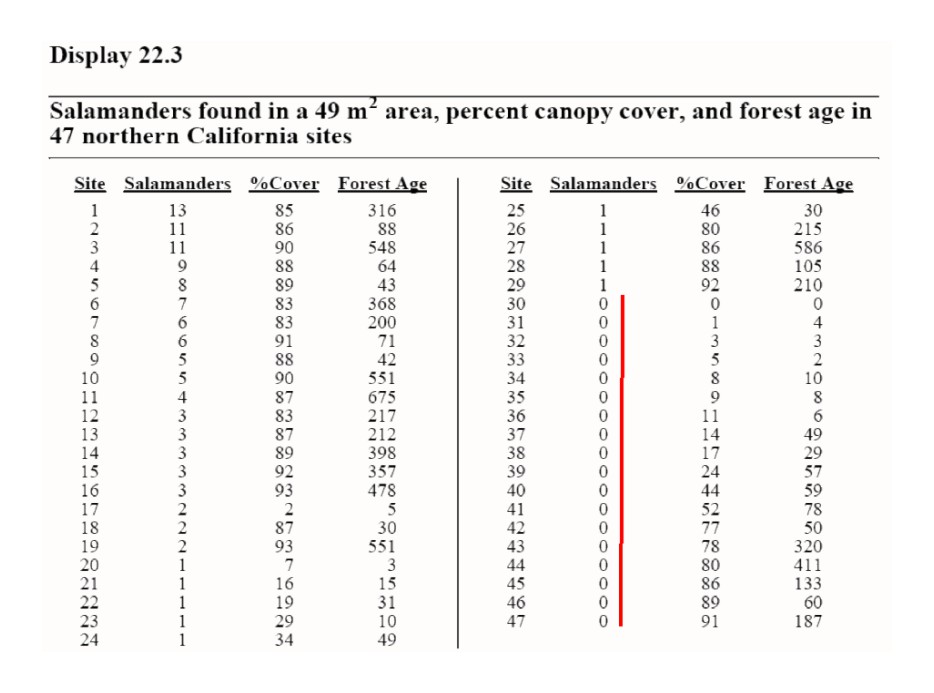 Display 22.3
Salamanders found in a 49 m² area, percent canopy cover, and forest age in
47 northern California sites
Site Salamanders %Cover Forest Age Site Salamanders %Cover Forest Age
1 13 85 316 25 1 46 30
2 11 86 88 26 1 80 215
3 11 90 548 27 1 86 586
4 9 88 64 28 1 88 105
5 8 89 43 29 1 92 210
6 7 83 368 30 0 0 0
7 6 83 200 31 0 1 4
8 6 91 71 32 0 3 3
9 5 88 42 33 0 5 2
10 5 90 551 34 0 8 10
11 4 87 675 35 0 9 8
12 3 83 217 36 0 11 6
13 3 87 212 37 0 14 49
14 3 89 398 38 0 17 29
15 3 92 357 39 0 24 57
16 3 93 478 40 0 44 59
17 2 2 5 41 0 52 78
18 2 87 30 42 0 77 50
19 2 93 551 43 0 78 320
20 1 7 3 44 0 80 411
21 1 16 15 45 0 86 133
22 1 19 31 46 0 89 60
23 1 29 10 47 0 91 187
24 1 34 49